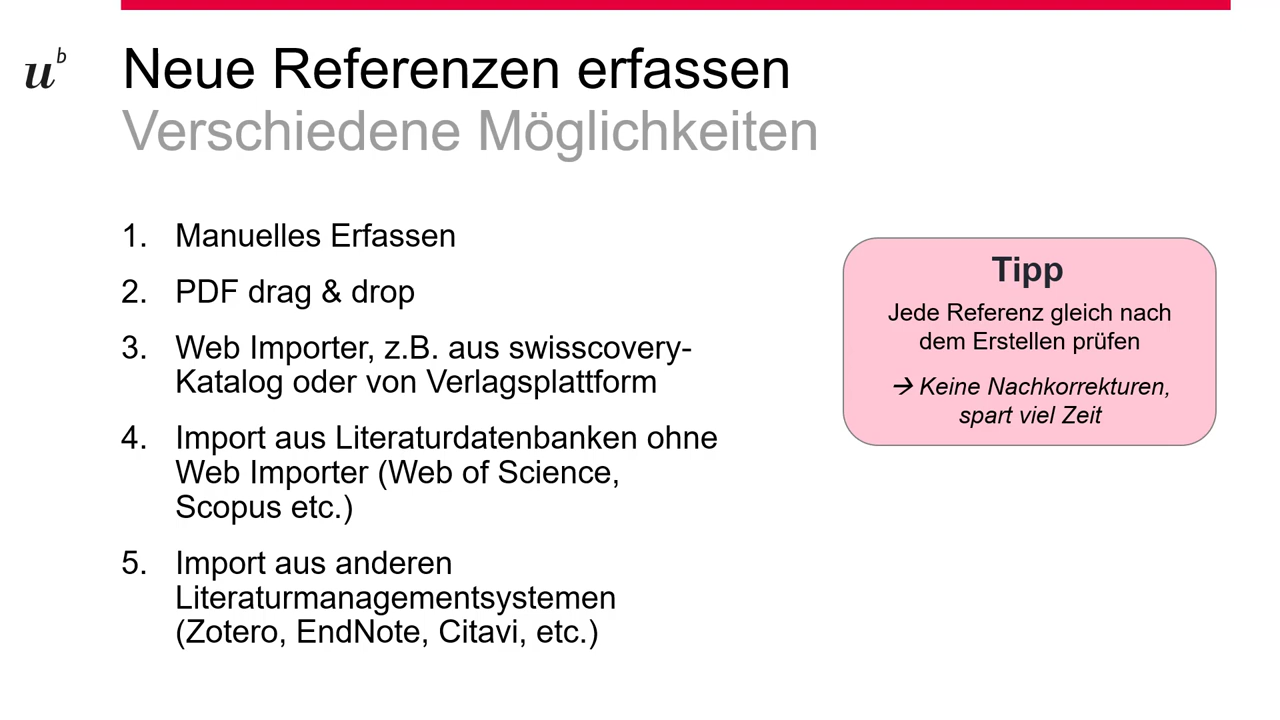 u^b
Neue Referenzen erfassen
Verschiedene Möglichkeiten
1. Manuelles Erfassen
2. PDF drag & drop
3. Web Importer, z.B. aus swisscovery-
Katalog oder von Verlagsplattform
4. Import aus Literaturdatenbanken ohne
Web Importer (Web of Science,
Scopus etc.)
5. Import aus anderen
Literaturmanagementsystemen
(Zotero, EndNote, Citavi, etc.)
Tipp
Jede Referenz gleich nach
dem Erstellen prüfen
→ Keine Nachkorrekturen,
spart viel Zeit